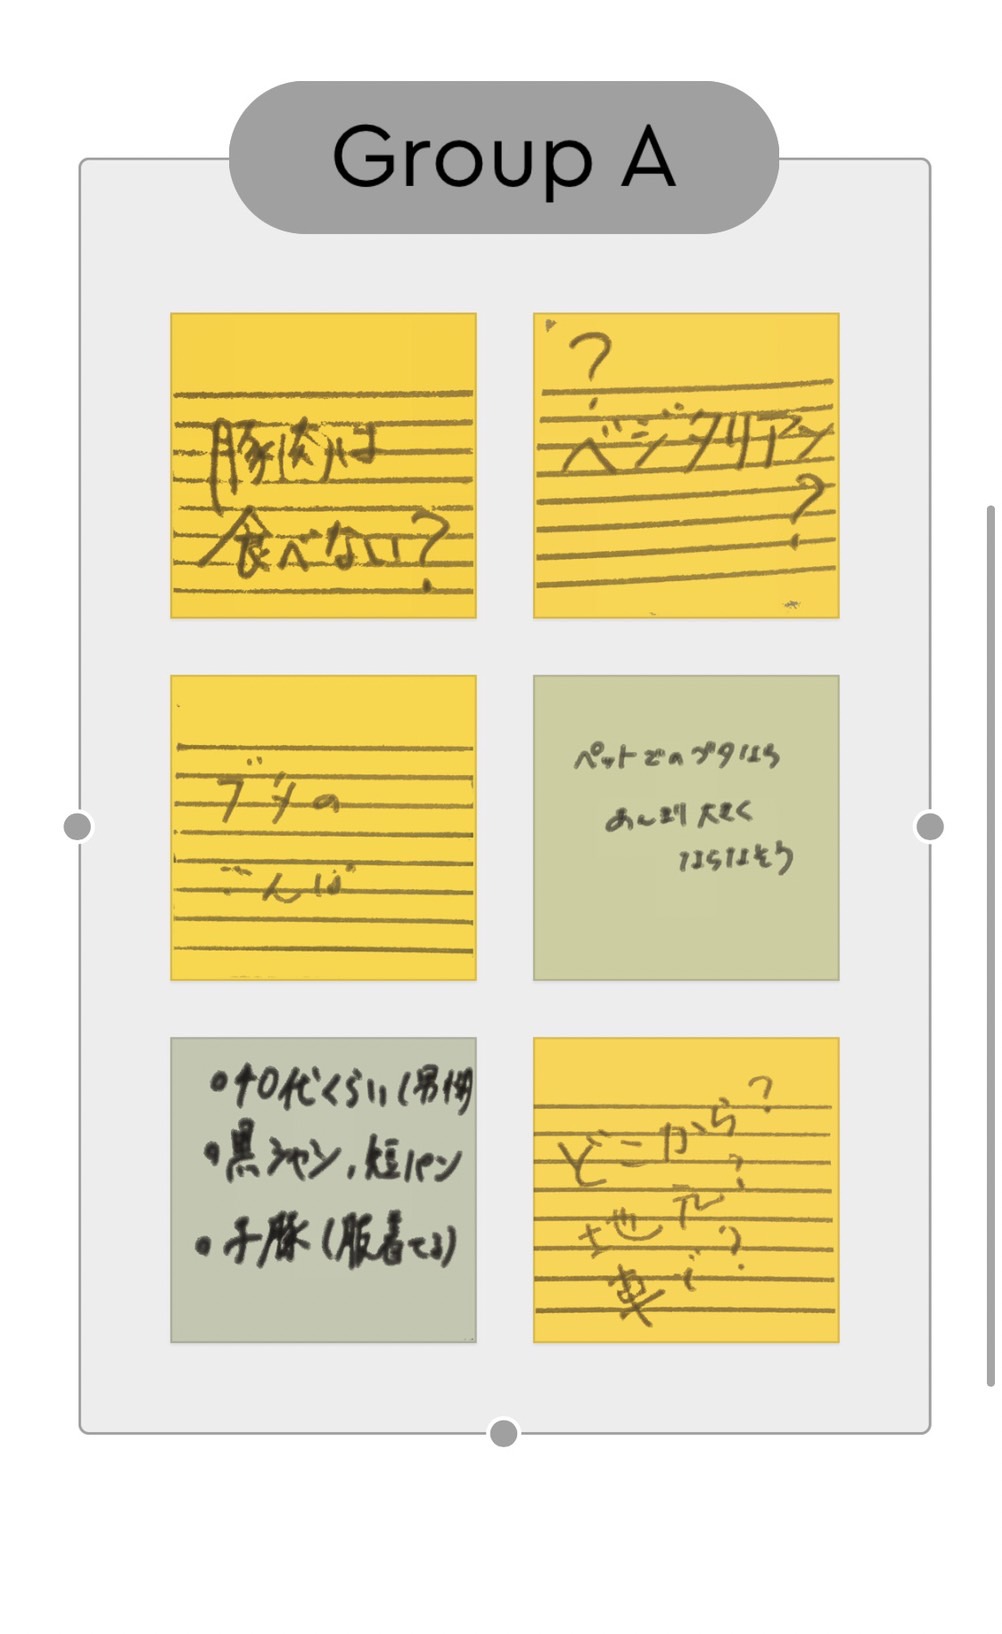 Group A
豚肉は
食べない?
?
ベジタリアン
?
ブタの
ごはん
ペットでのブタなら
あんまり大きく
ならなそう
•40代くらい(男性
•黒シャツ,短パン
•子豚(服着てる)
?
どこから
?
地元
?
車で